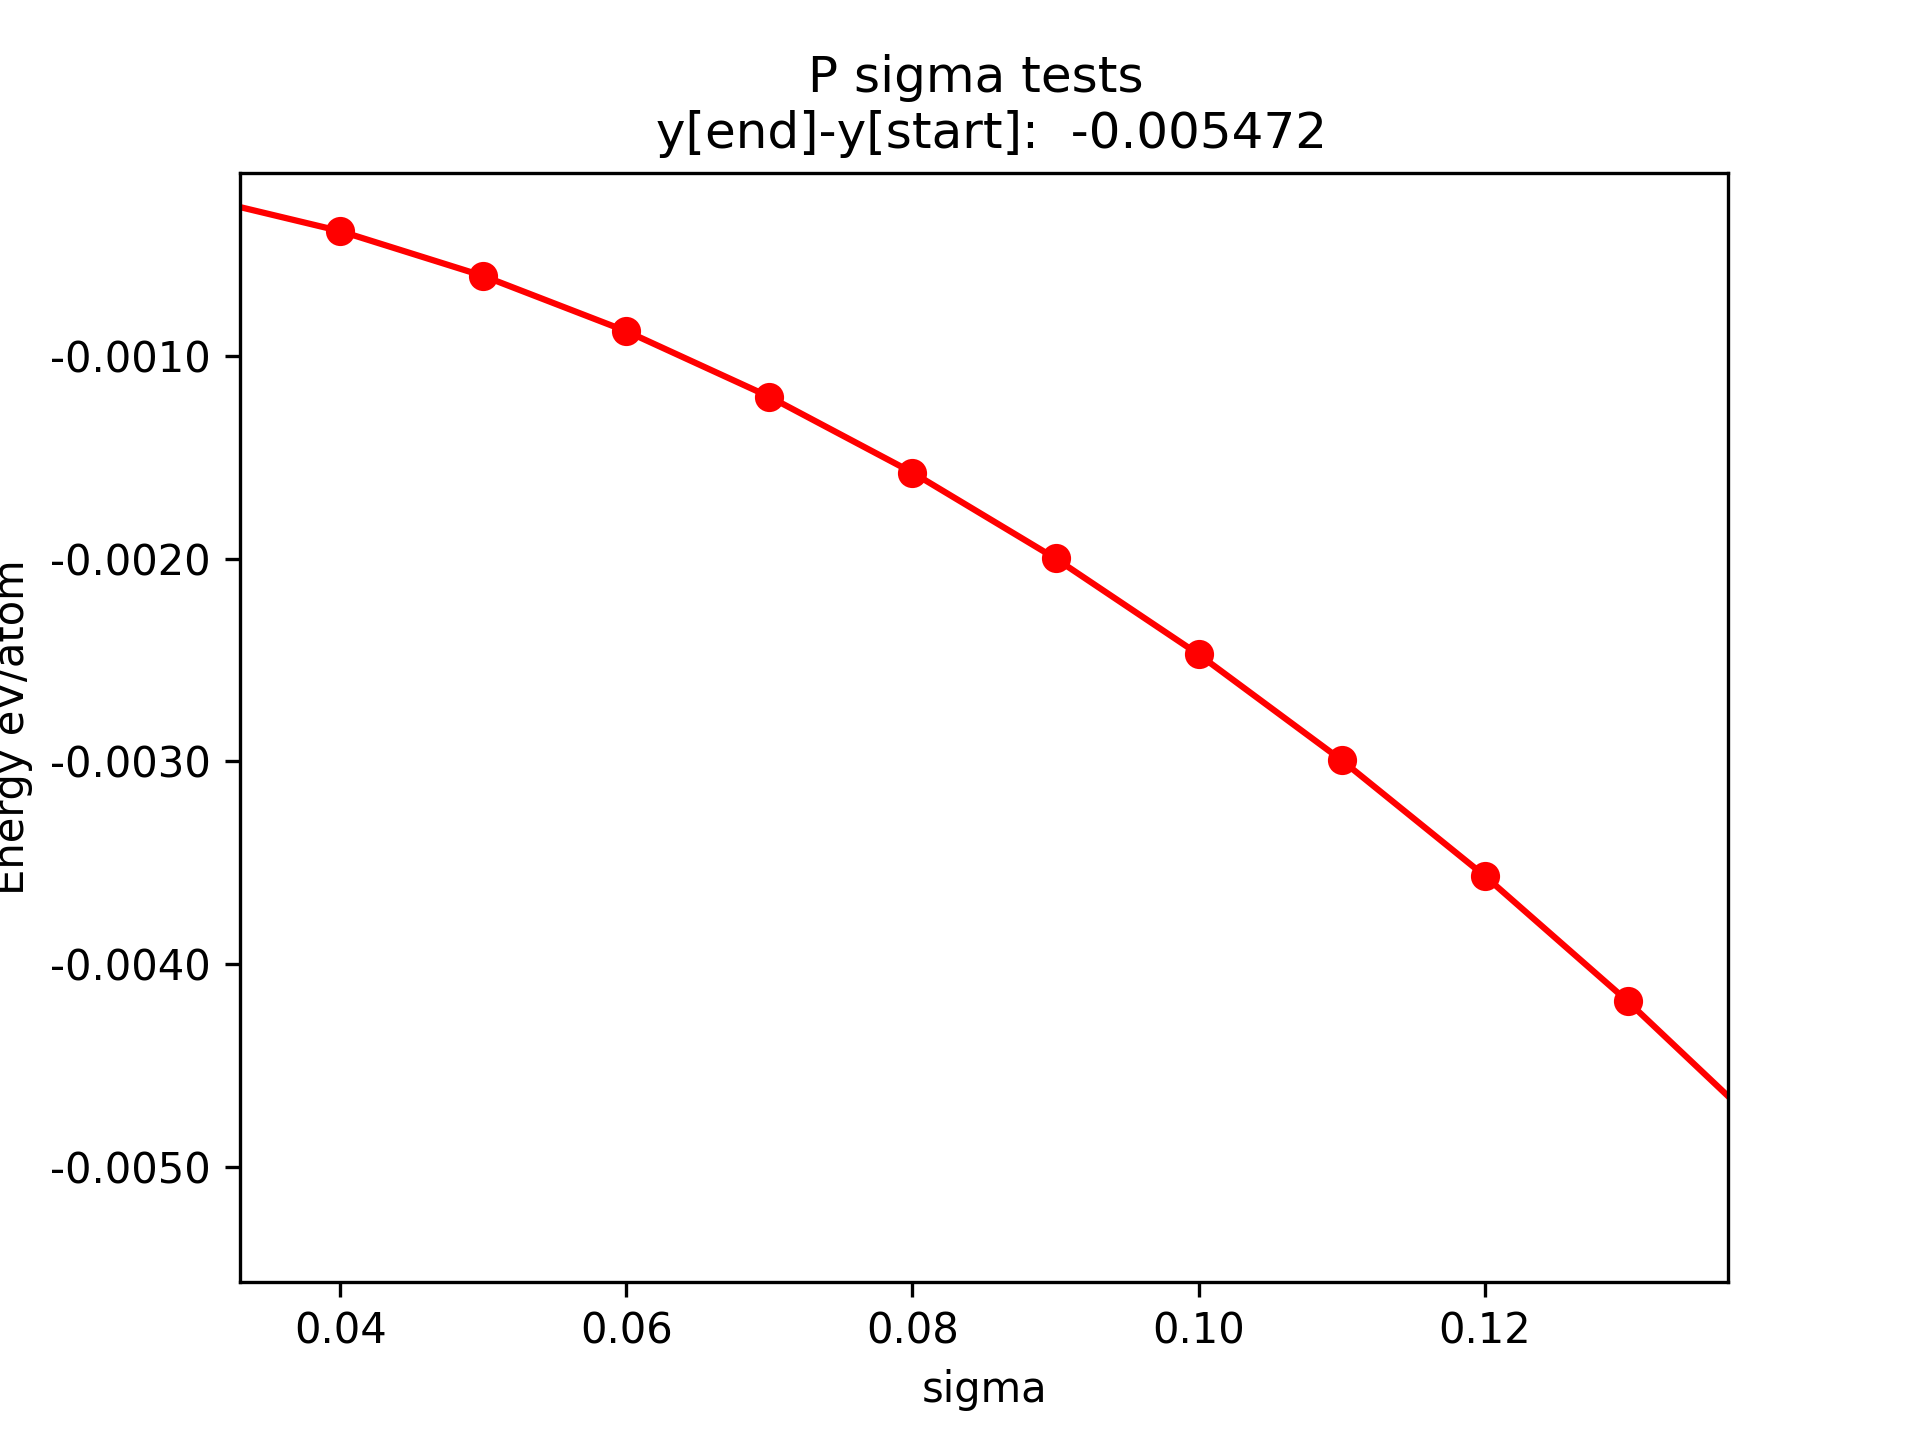 P sigma tests
y[end]-y[start]:  -0.005472
Energy eV/atom
-0.0010
-0.0020
-0.0030
-0.0040
-0.0050
0.04
0.06
0.08
0.10
0.12
sigma